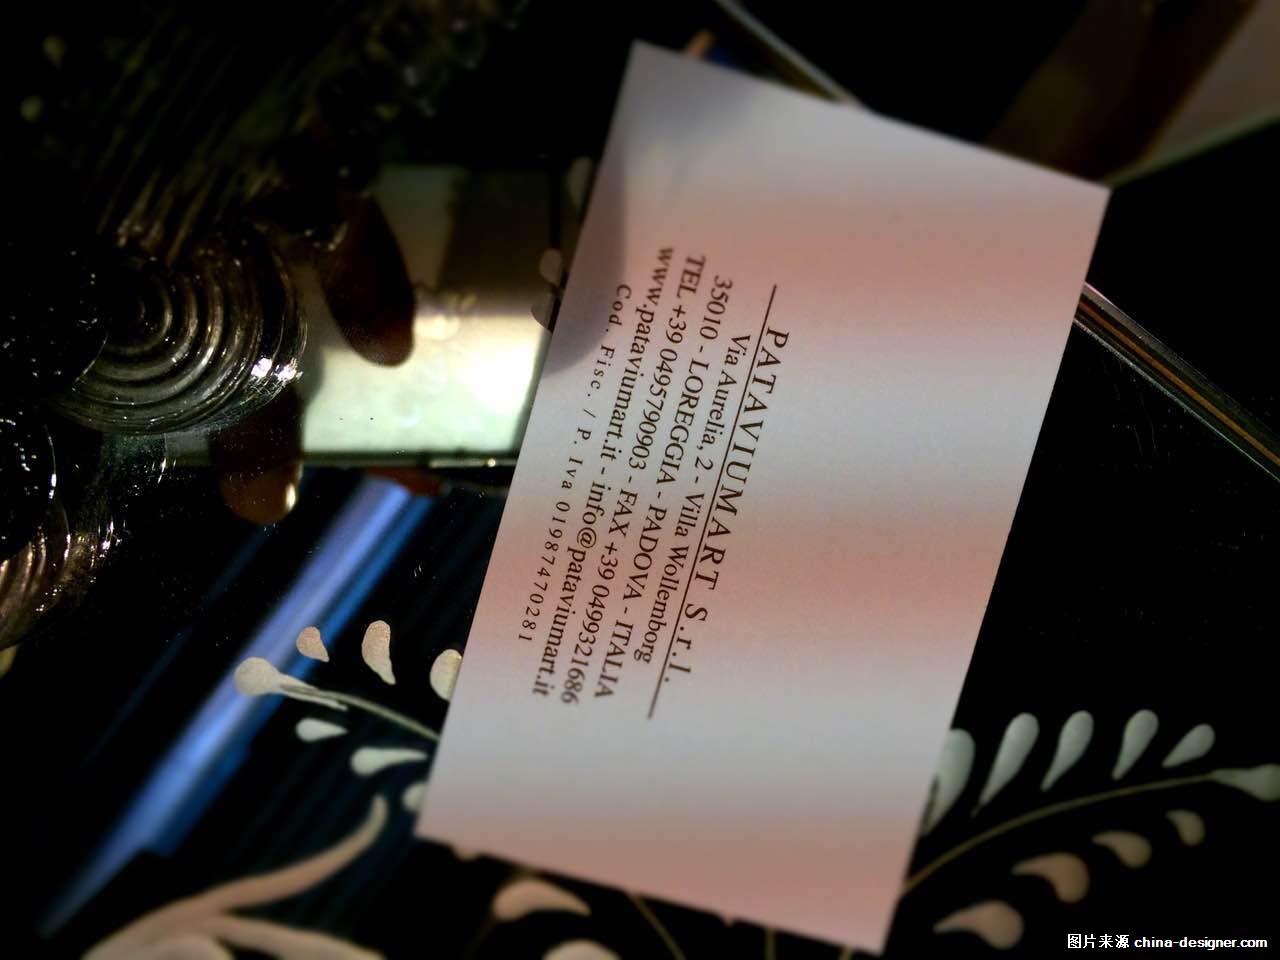 PATAVIUMART S.r.l.
Via Aurelia, 2 - Villa Wollemborg
35010 - LOREGGIA - PADOVA - ITALIA
TEL +39 0495790903 - FAX +39 0499321686
www.pataviumart.it - info@pataviumart.it
Cod. Fisc. / P. Iva 01987470281
图片来源 china-designer.com